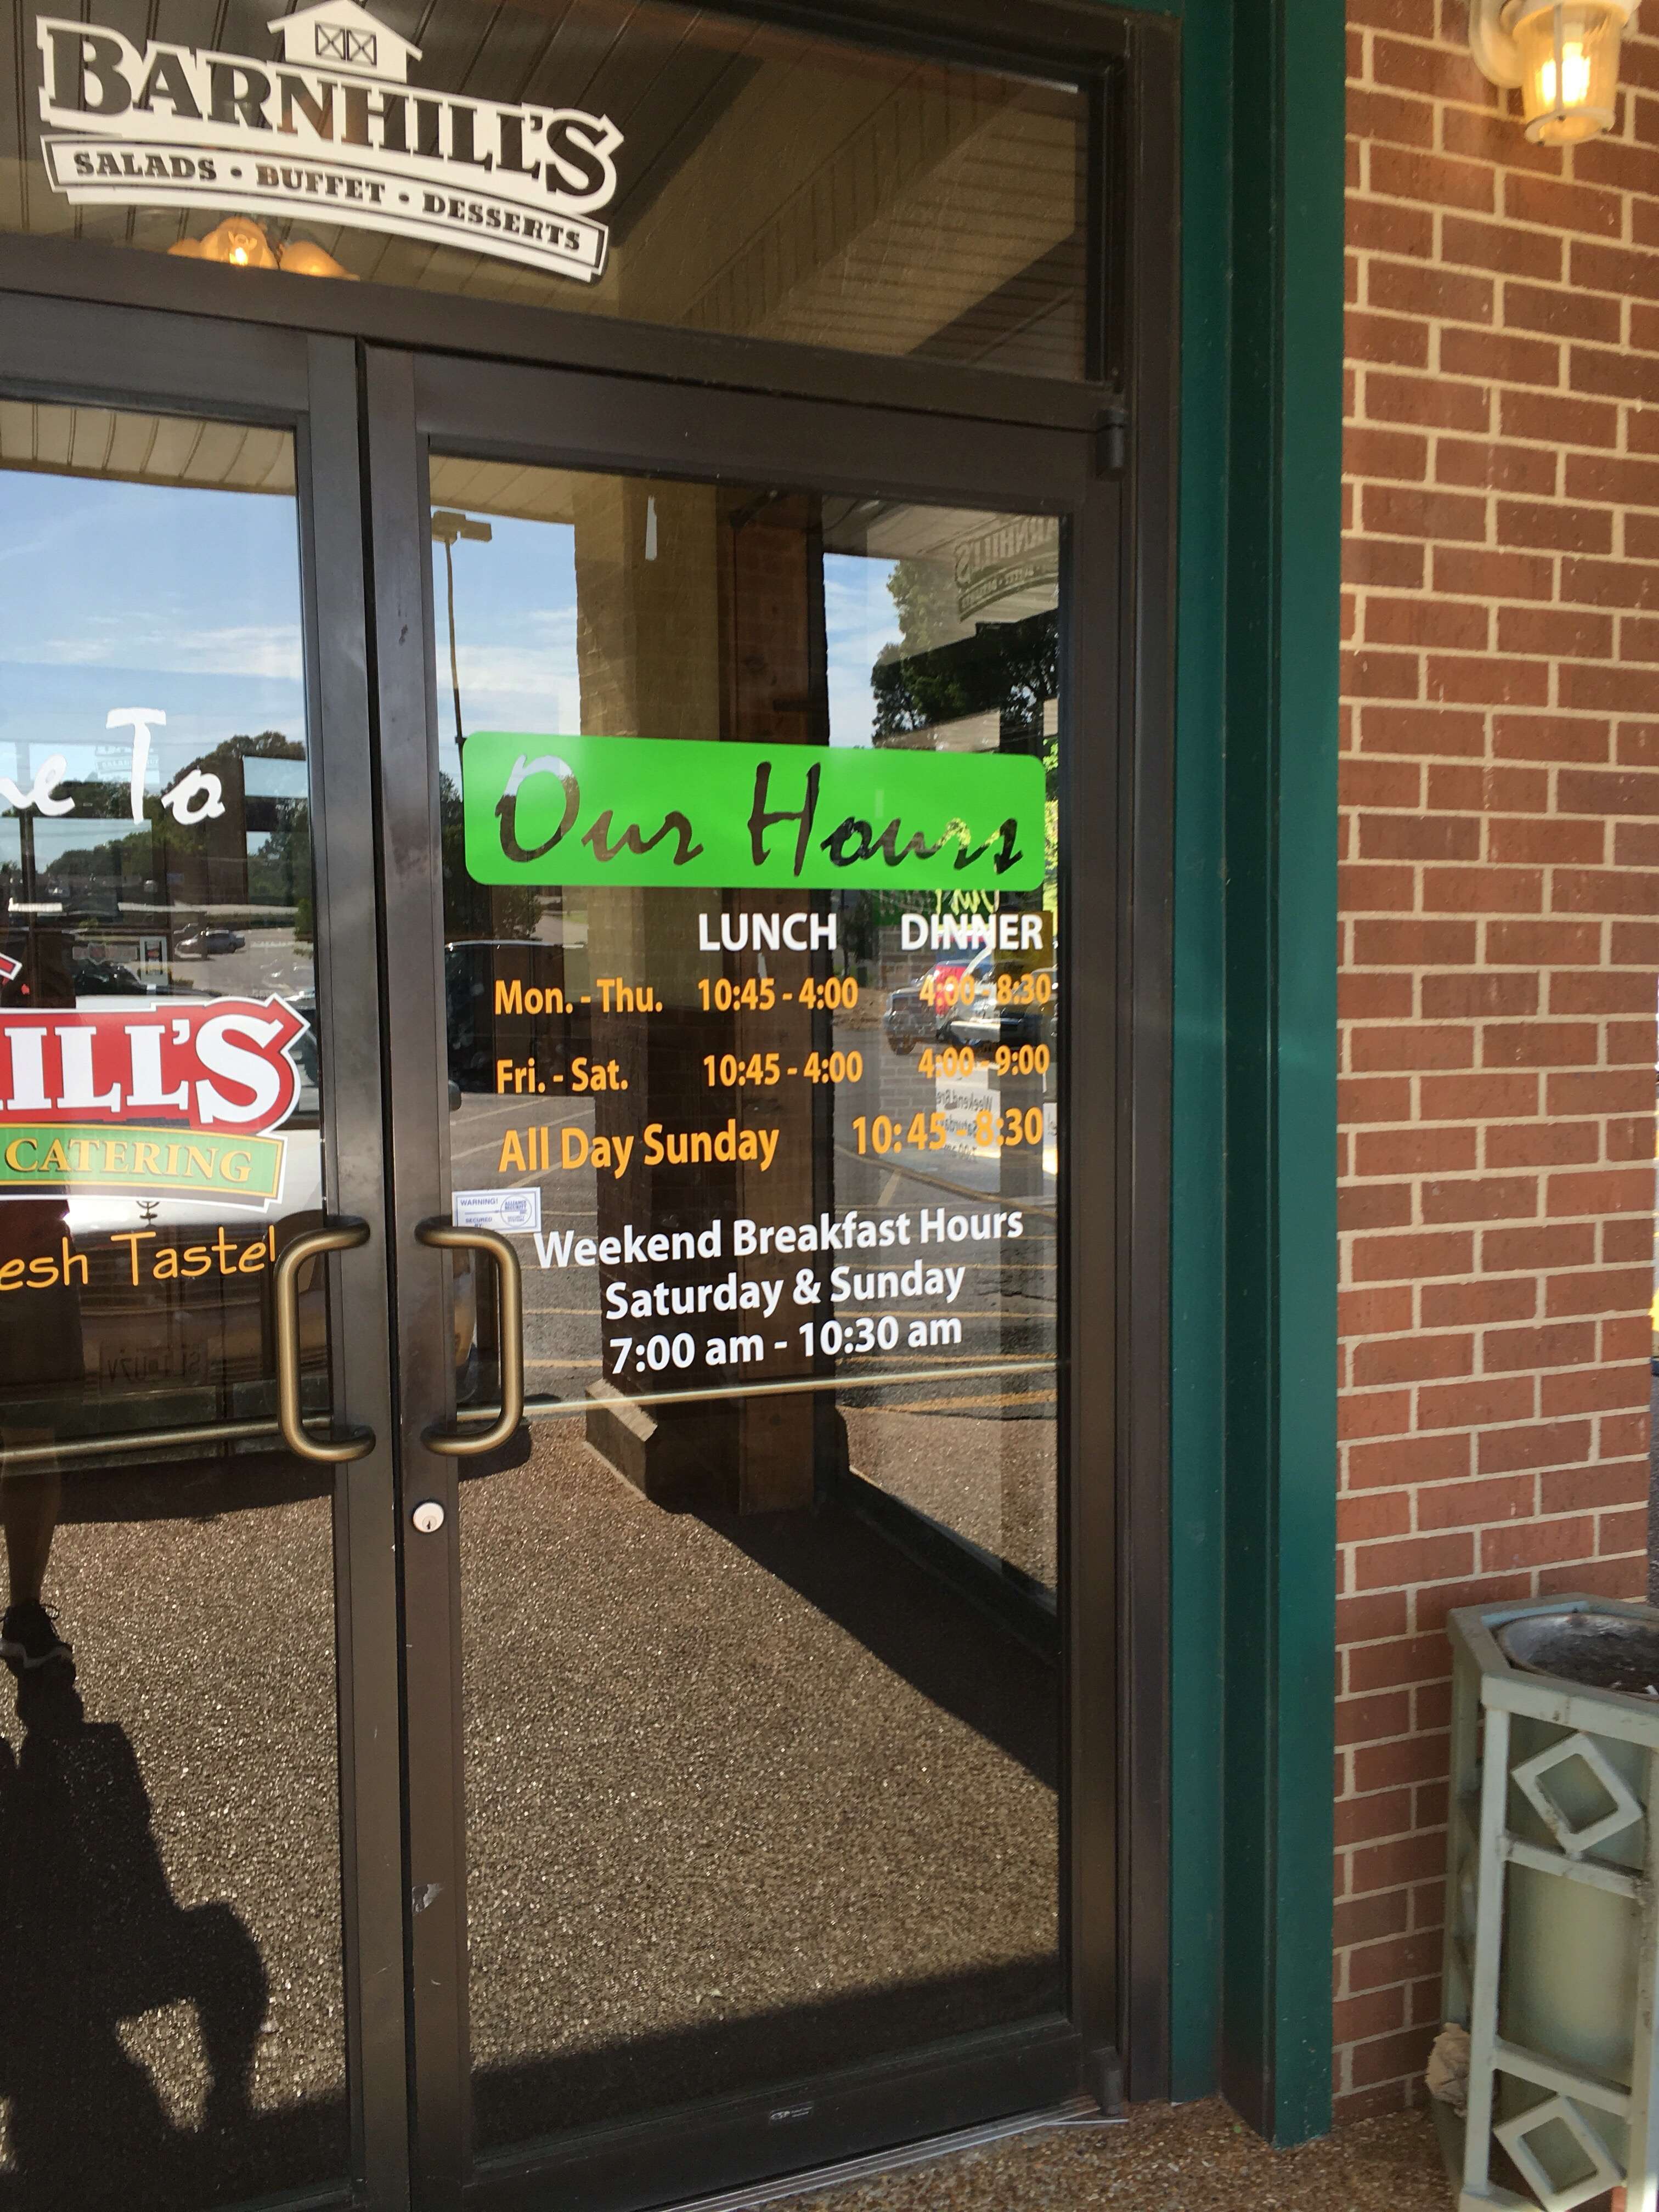 BARNHILL'S
SALADS • BUFFET • DESSERTS
To
Our Hours
LUNCH DINNER
Mon. - Thu. 10:45 - 4:00 4:00 - 8:30
Fri. - Sat. 10:45 - 4:00 4:00 - 9:00
All Day Sunday 10:45 - 8:30
ILL'S
CATERING
WARNING!
SECURED
BY:
esh Taste!
Weekend Breakfast Hours
Saturday & Sunday
7:00 am - 10:30 am